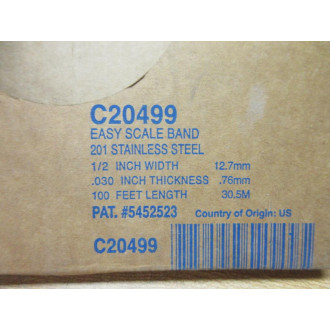 C20499
EASY SCALE BAND
201 STAINLESS STEEL
1/2 INCH WIDTH 12.7mm
.030 INCH THICKNESS .76mm
100 FEET LENGTH 30.5M
PAT. #5452523 Country of Origin: US
C20499